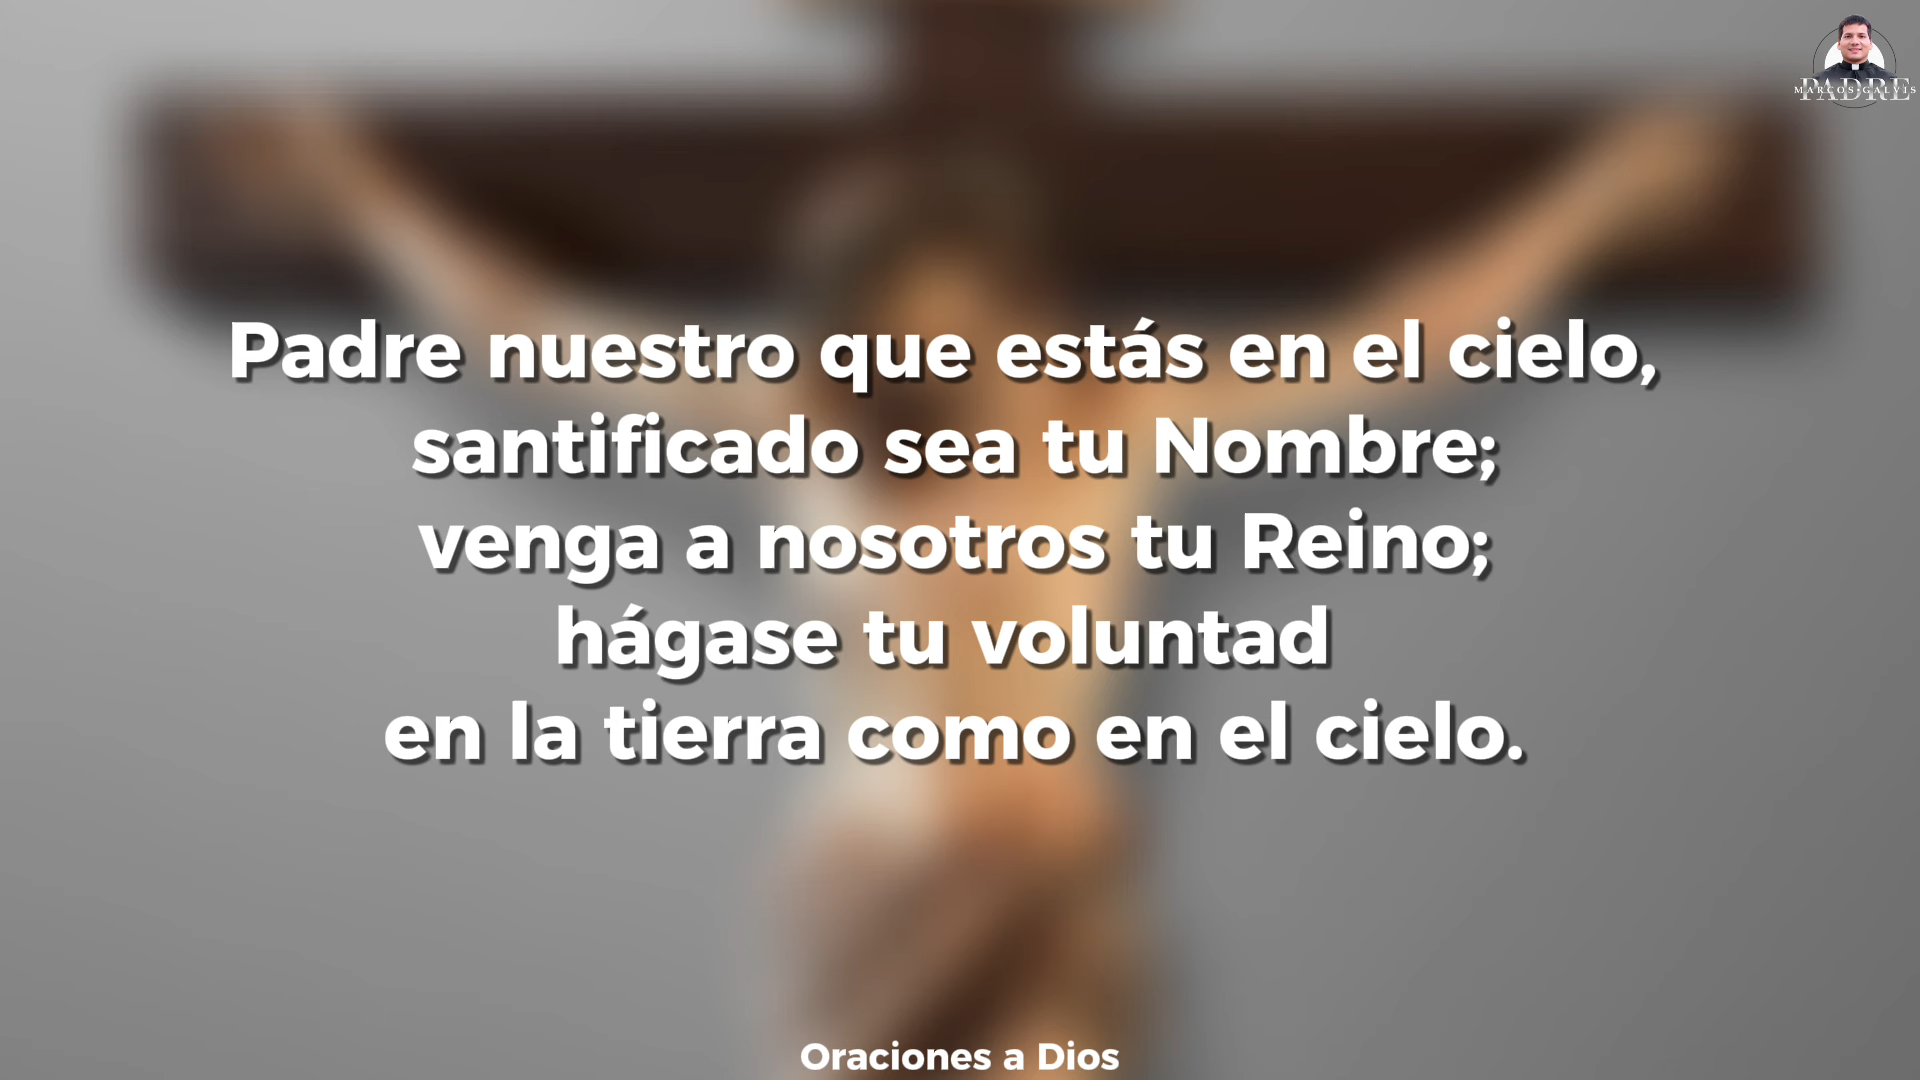 PADRE
MARCOS GALVIS
Padre nuestro que estás en el cielo,
santificado sea tu Nombre;
venga a nosotros tu Reino;
hágase tu voluntad
en la tierra como en el cielo.
Oraciones a Dios